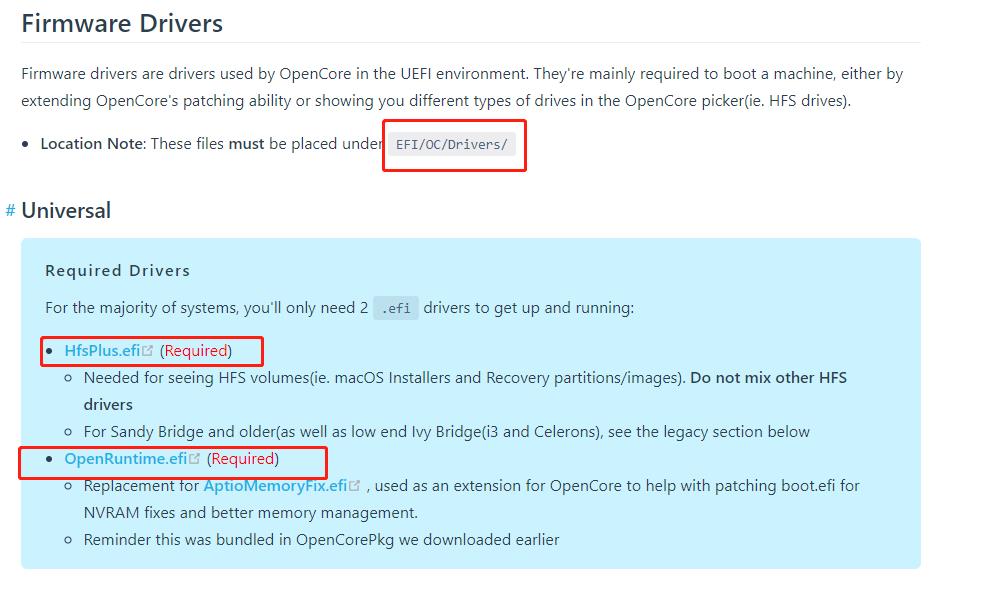 Firmware Drivers
Firmware drivers are drivers used by OpenCore in the UEFI environment. They're mainly required to boot a machine, either by
extending OpenCore's patching ability or showing you different types of drives in the OpenCore picker(ie. HFS drives).
• Location Note: These files must be placed under EFI/OC/Drivers/
# Universal
Required Drivers
For the majority of systems, you'll only need 2 .efi drivers to get up and running:
• HfsPlus.efi (Required)
○ Needed for seeing HFS volumes(ie. macOS Installers and Recovery partitions/images). Do not mix other HFS
drivers
○ For Sandy Bridge and older(as well as low end Ivy Bridge(i3 and Celerons), see the legacy section below
• OpenRuntime.efi (Required)
○ Replacement for AptioMemoryFix.efi , used as an extension for OpenCore to help with patching boot.efi for
NVRAM fixes and better memory management.
○ Reminder this was bundled in OpenCorePkg we downloaded earlier